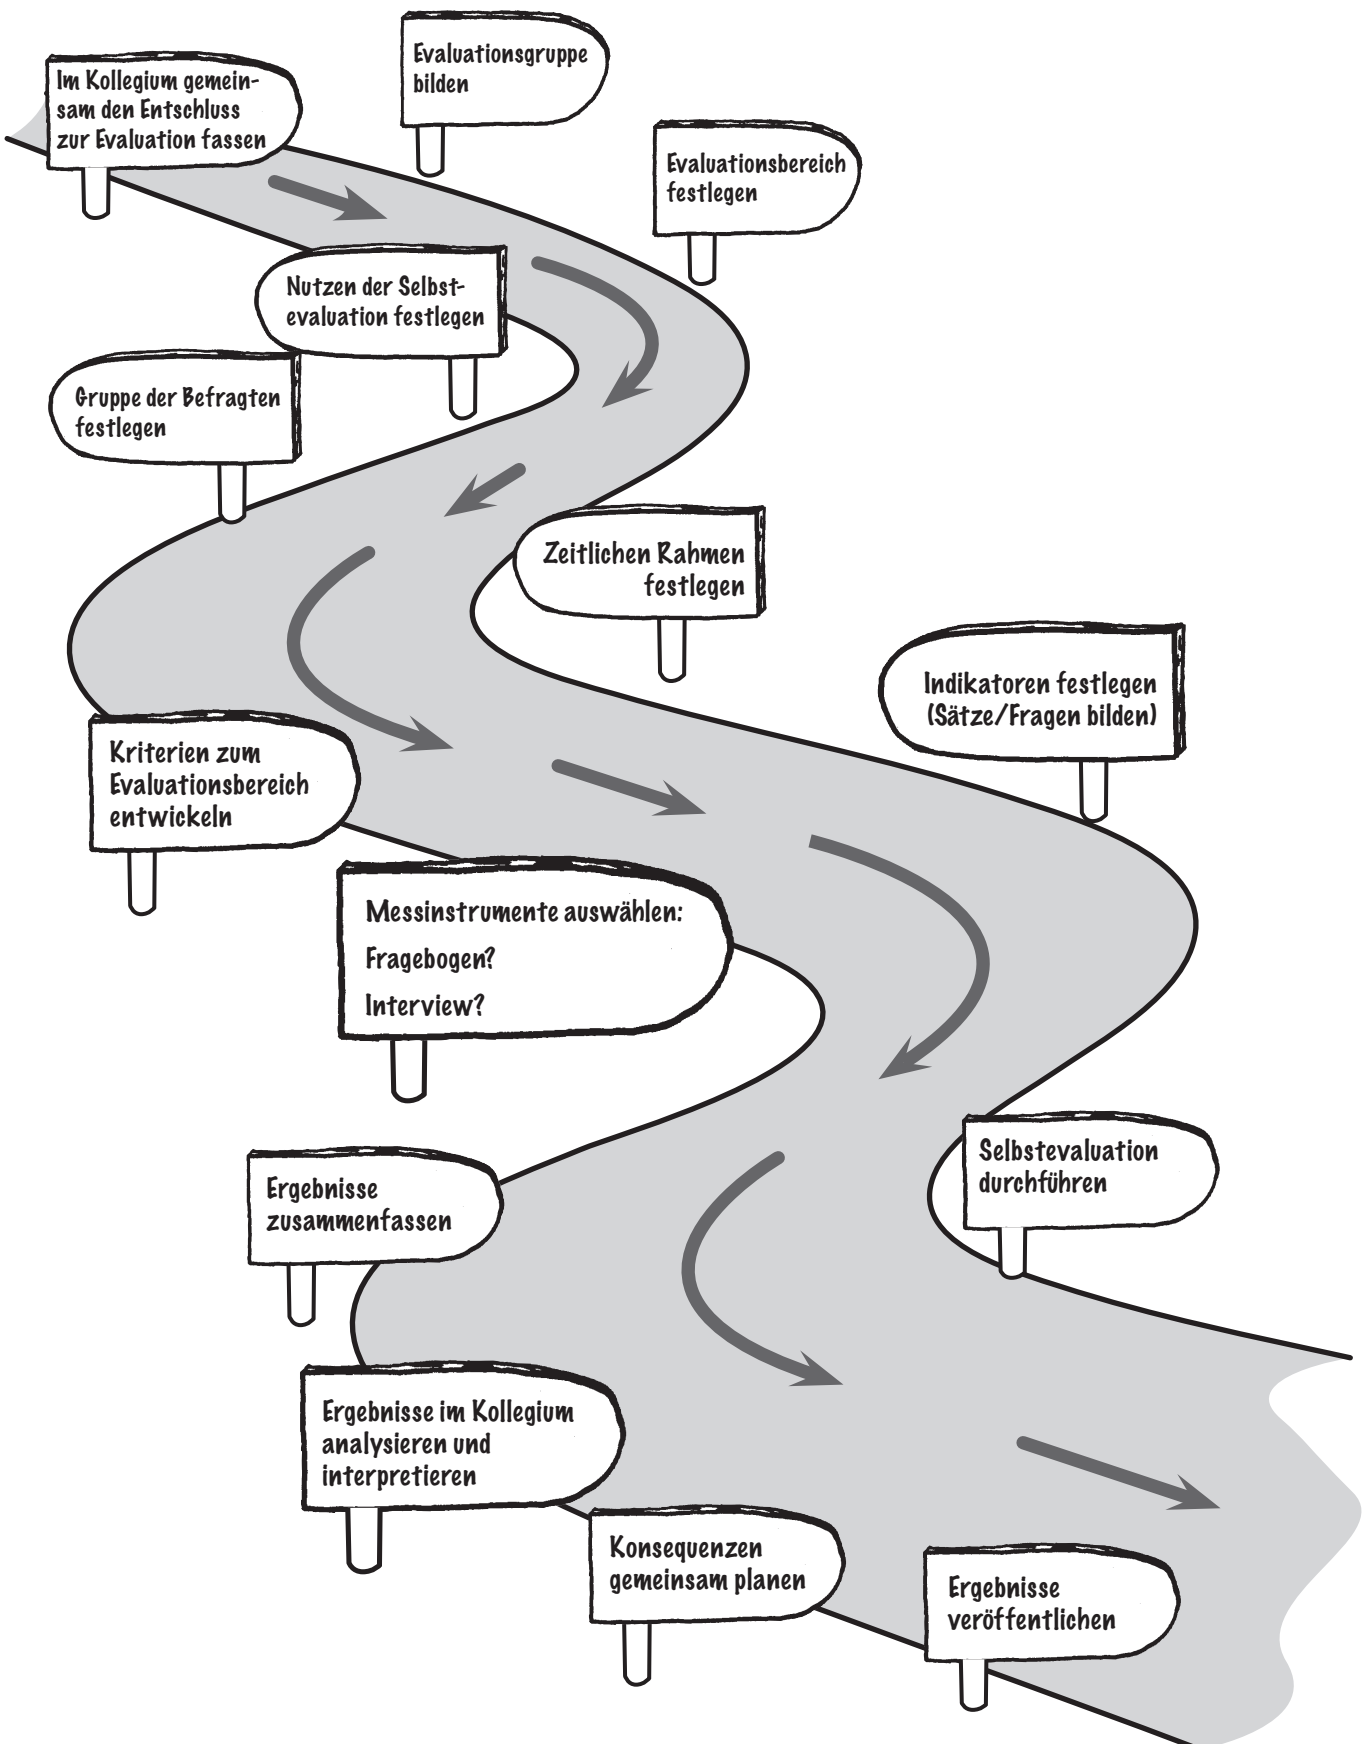 Im Kollegium gemein-
sam den Entschluss
zur Evaluation fassen
Evaluationsgruppe
bilden
Evaluationsbereich
festlegen
Nutzen der Selbst-
evaluation festlegen
Gruppe der Befragten
festlegen
Zeitlichen Rahmen
festlegen
Kriterien zum
Evaluationsbereich
entwickeln
Indikatoren festlegen
(Sätze/Fragen bilden)
Messinstrumente auswählen:
Fragebogen?
Interview?
Selbstevaluation
durchführen
Ergebnisse
zusammenfassen
Ergebnisse im Kollegium
analysieren und
interpretieren
Konsequenzen
gemeinsam planen
Ergebnisse
veröffentlichen